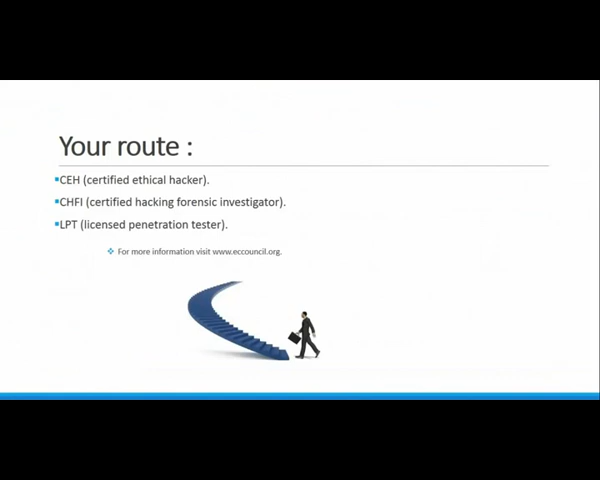 Your route :
▪CEH (certified ethical hacker).
▪CHFI (certified hacking forensic investigator).
▪LPT (licensed penetration tester).
❖ For more information visit www.eccouncil.org.